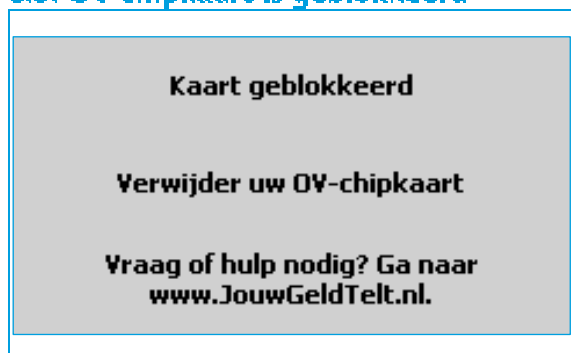 Kaart geblokkeerd
Verwijder uw OV-chipkaart
Vraag of hulp nodig? Ga naar
www.JouwGeldTelt.nl.